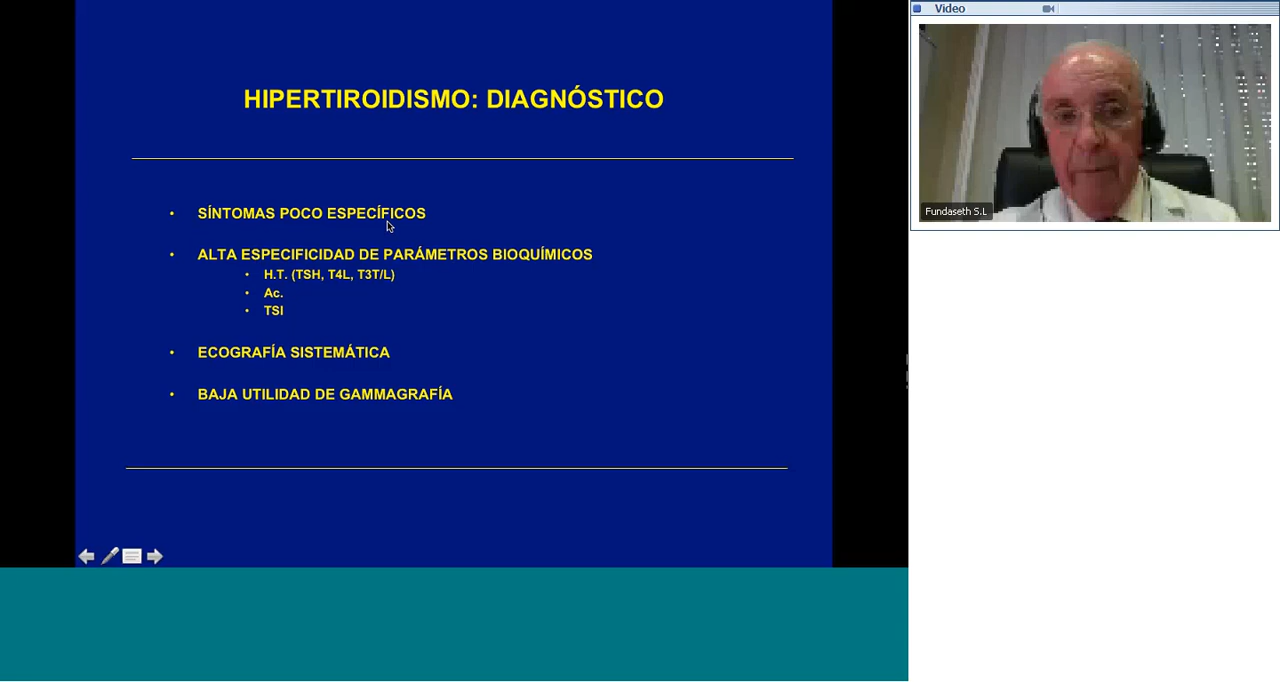 HIPERTIROIDISMO: DIAGNÓSTICO
• SÍNTOMAS POCO ESPECÍFICOS
• ALTA ESPECIFICIDAD DE PARÁMETROS BIOQUÍMICOS
• H.T. (TSH, T4L, T3T/L)
• Ac.
• TSI
• ECOGRAFÍA SISTEMÁTICA
• BAJA UTILIDAD DE GAMMAGRAFÍA
Video
Fundaseth S.L